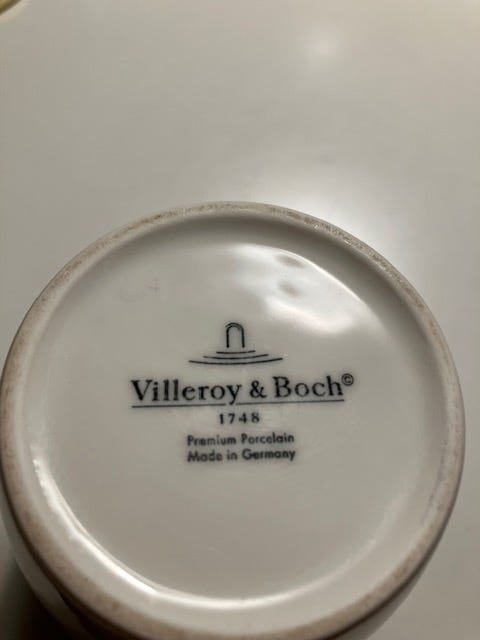 Villeroy & Boch©
1748
Premium Porcelain
Made in Germany